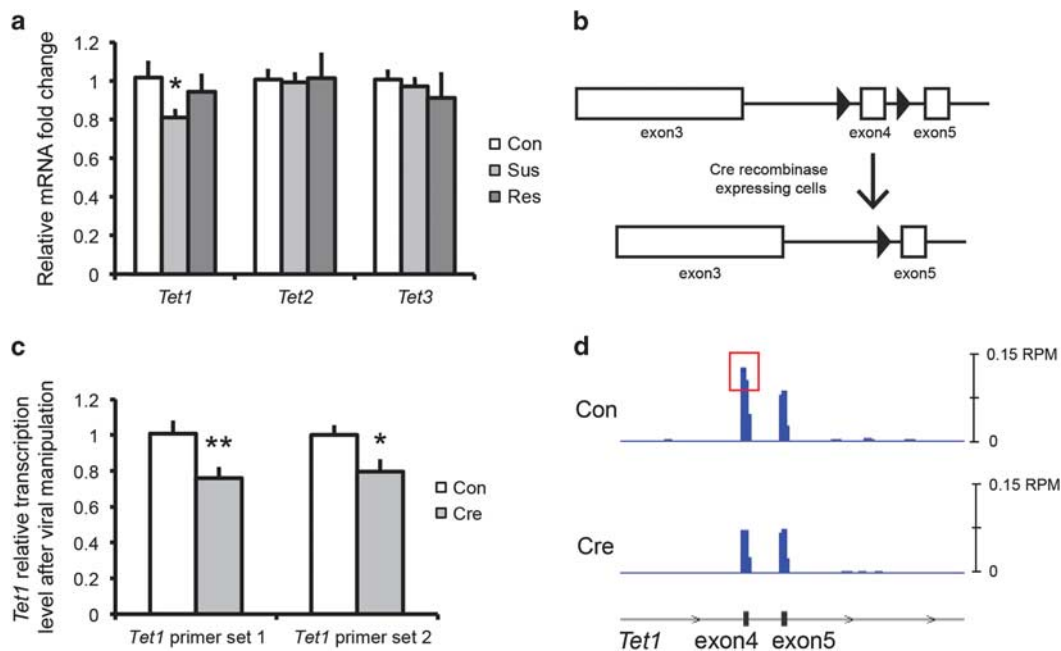 a
Relative mRNA fold change
1.2
1
0.8
0.6
0.4
0.2
0
*
Tet1
Tet2
Tet3
Con
Sus
Res
b
exon3
exon4
exon5
Cre recombinase
expressing cells
exon3
exon5
c
Tet1 relative transcription
level after viral manipulation
1.2
1
0.8
0.6
0.4
0.2
0
**
*
Tet1 primer set 1
Tet1 primer set 2
Con
Cre
d
Con
0.15 RPM
0
Cre
0.15 RPM
0
Tet1
exon4
exon5